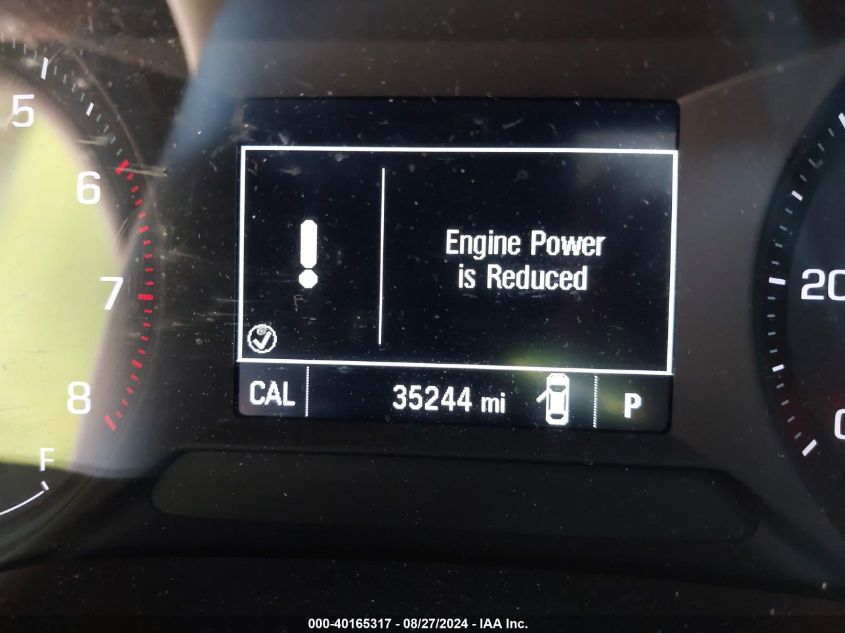 5
6
7
8
F
!
Engine Power
is Reduced
CAL
35244 mi
P
20
0
000-40165317 - 08/27/2024 - IAA Inc.